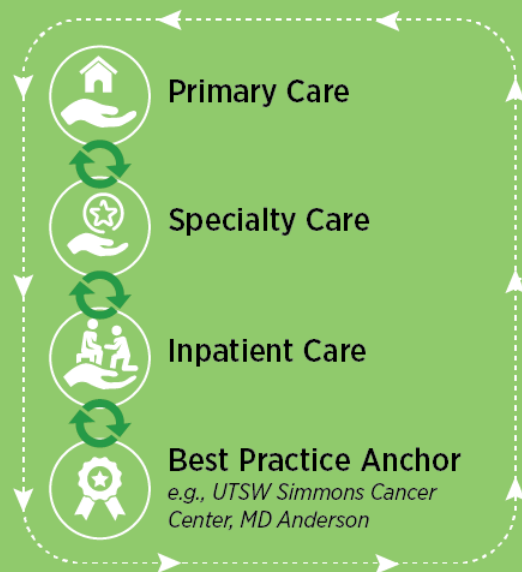 Primary Care
Specialty Care
Inpatient Care
Best Practice Anchor
e.g., UTSW Simmons Cancer
Center, MD Anderson